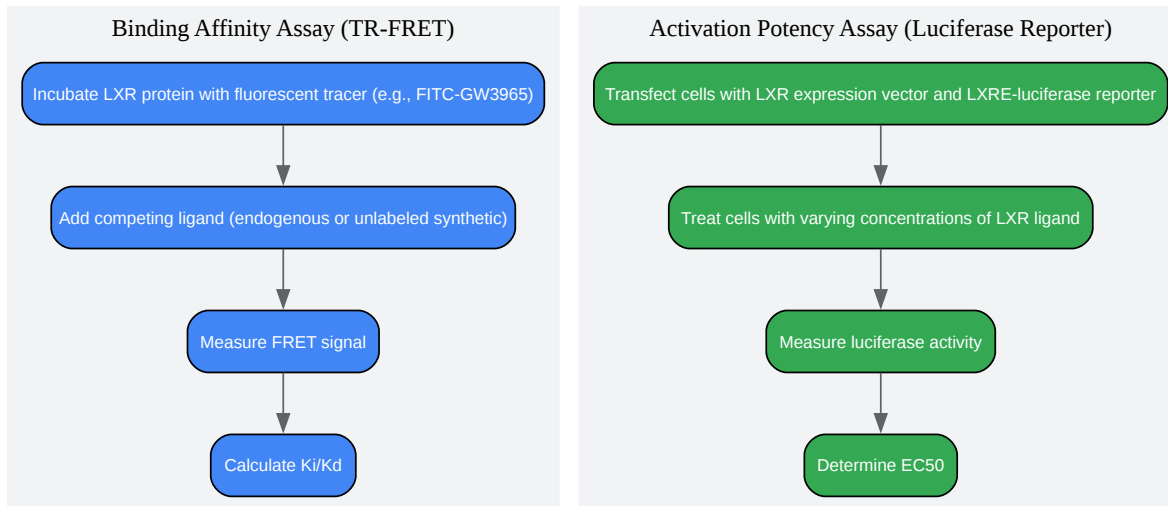 Binding Affinity Assay (TR-FRET)
Incubate LXR protein with fluorescent tracer (e.g., FITC-GW3965)
Add competing ligand (endogenous or unlabeled synthetic)
Measure FRET signal
Calculate Ki/Kd
Activation Potency Assay (Luciferase Reporter)
Transfect cells with LXR expression vector and LXRE-luciferase reporter
Treat cells with varying concentrations of LXR ligand
Measure luciferase activity
Determine EC50